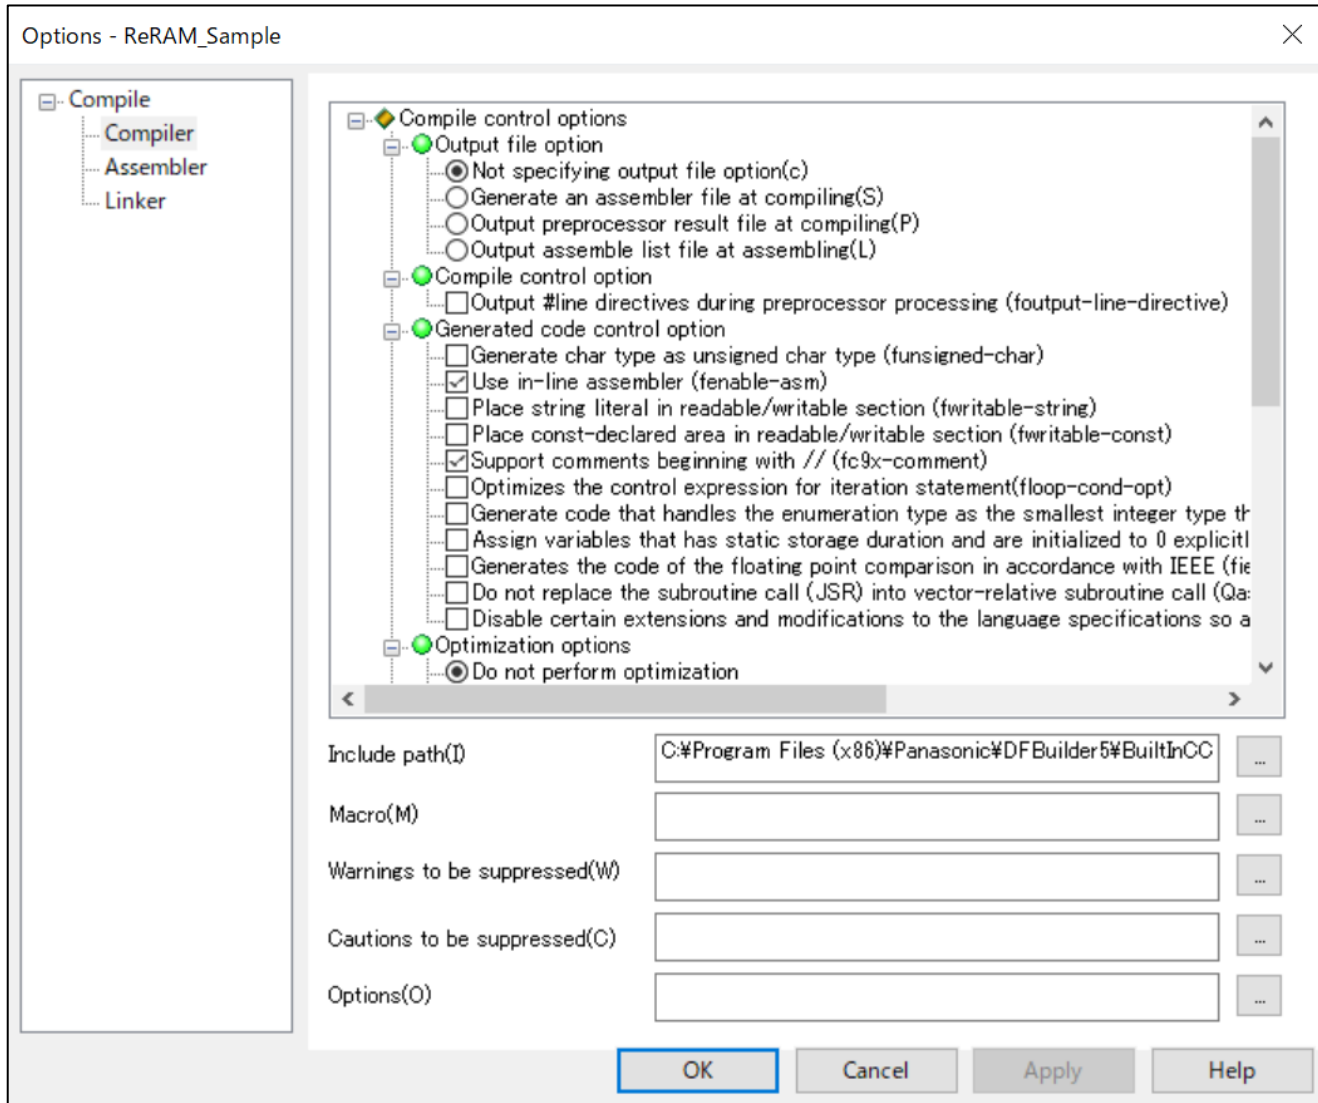 Options - ReRAM_Sample
Compile
Compiler
Assembler
Linker
Compile control options
Output file option
Not specifying output file option(c)
Generate an assembler file at compiling(S)
Output preprocessor result file at compiling(P)
Output assemble list file at assembling(L)
Compile control option
Output #line directives during preprocessor processing (foutput-line-directive)
Generated code control option
Generate char type as unsigned char type (funsigned-char)
Use in-line assembler (fenable-asm)
Place string literal in readable/writable section (fwritable-string)
Place const-declared area in readable/writable section (fwritable-const)
Support comments beginning with // (fc9x-comment)
Optimizes the control expression for iteration statement(floop-cond-opt)
Generate code that handles the enumeration type as the smallest integer type th
Assign variables that has static storage duration and are initialized to 0 explicitl
Generates the code of the floating point comparison in accordance with IEEE (fie
Do not replace the subroutine call (JSR) into vector-relative subroutine call (Qa:
Disable certain extensions and modifications to the language specifications so a
Optimization options
Do not perform optimization
Include path(I)
C:¥Program Files (x86)¥Panasonic¥DFBuilder5¥BuiltInCC
...
Macro(M)
...
Warnings to be suppressed(W)
...
Cautions to be suppressed(C)
...
Options(O)
...
OK
Cancel
Apply
Help